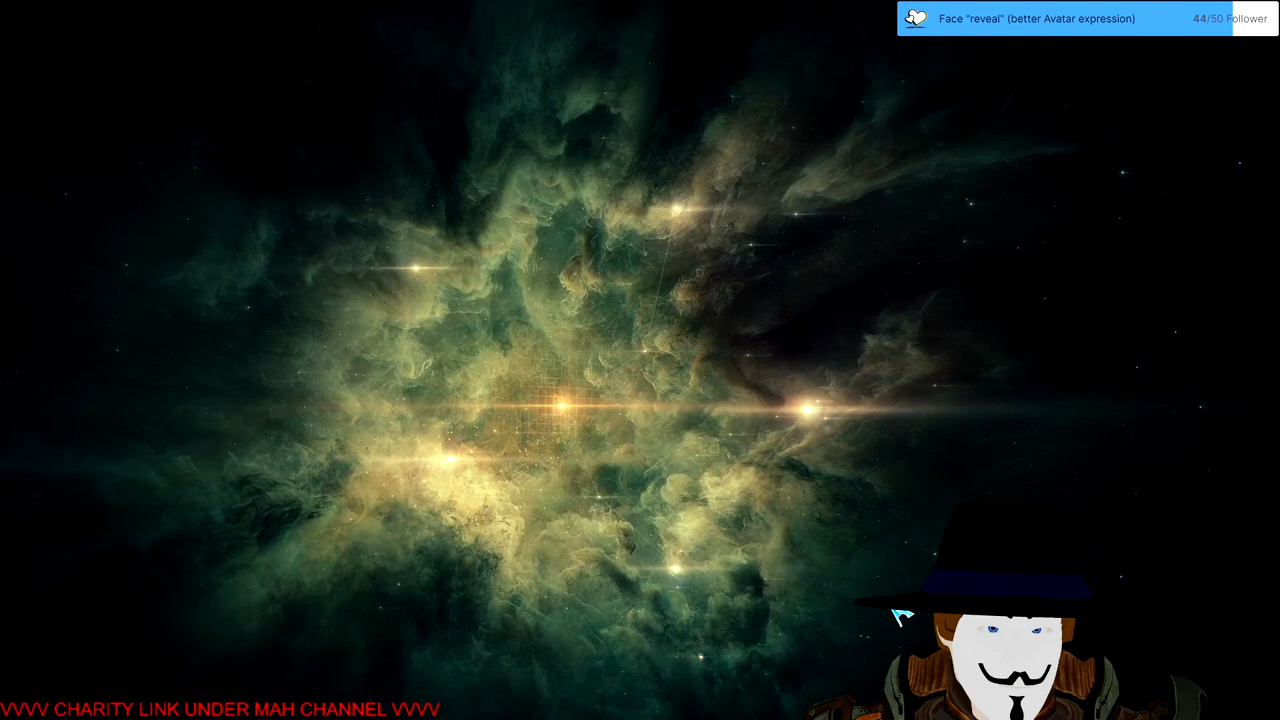 Face "reveal" (better Avatar expression) 44/50 Follower
VVVV CHARITY LINK UNDER MAH CHANNEL VVVV